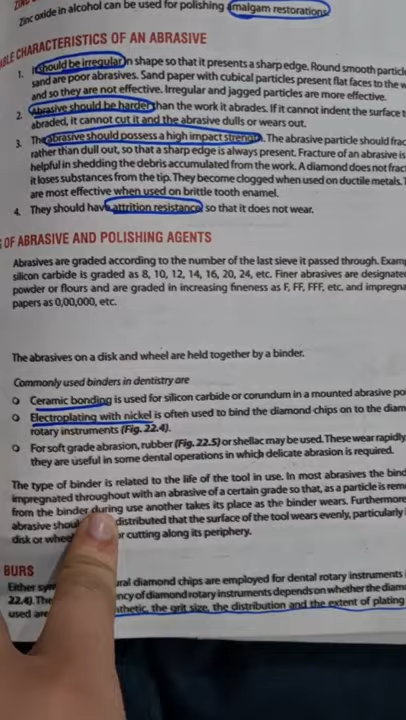 Zinc oxide in alcohol can be used for polishing amalgam restorations.
CHARACTERISTICS OF AN ABRASIVE
1. It should be irregular in shape so that it presents a sharp edge. Round smooth
sand are poor abrasives. Sand paper with cubical particles present flat faces to the
and so they are not effective. Irregular and jagged particles are more effective.
2. Abrasive should be harder than the work it abrades. If it cannot indent the surface
abraded, it cannot cut it and the abrasive dulls or wears out.
3. The abrasive should possess a high impact strength. The abrasive particle should
rather than dull out, so that a sharp edge is always present. Fracture of an abrasive is
helpful in shedding the debris accumulated from the work. A diamond does not
it loses substances from the tip. They become clogged when used on ductile metals.
are most effective when used on brittle tooth enamel.
4. They should have attrition resistance so that it does not wear.
OF ABRASIVE AND POLISHING AGENTS
Abrasives are graded according to the number of the last sieve it passed through.
silicon carbide is graded as 8, 10, 12, 14, 16, 20, 24, etc. Finer abrasives are
powder or flours and are graded in increasing fineness as F, FF, FFF, etc. and
papers as 0,00,000, etc.
The abrasives on a disk and wheel are held together by a binder.
Commonly used binders in dentistry are
Ceramic bonding is used for silicon carbide or corundum in a mounted abrasive
Electroplating with nickel is often used to bind the diamond chips on to the
rotary instruments (Fig. 22.4).
For soft grade abrasion, rubber (Fig. 22.5) or shellac may be used. These wear rapidly
they are useful in some dental operations in which delicate abrasion is required.
The type of binder is related to the life of the tool in use. In most abrasives the
impregnated throughout with an abrasive of a certain grade so that, as a particle is
from the binder during use another takes its place as the binder wears. Furthermore
abrasive distributed that the surface of the tool wears evenly, particularly
disk or cutting along its periphery.
BURS
Either diamond chips are employed for dental rotary instruments
22.4). of diamond rotary instruments depends on whether the
used are the grit size, the distribution and the extent of plating